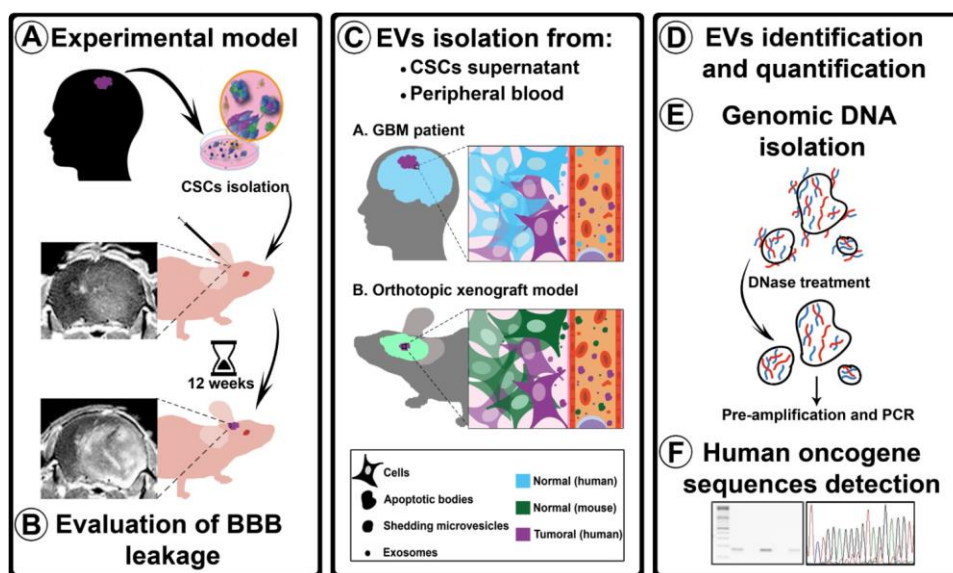 A Experimental model
CSCs isolation
12 weeks
B Evaluation of BBB
leakage
C EVs isolation from:
• CSCs supernatant
• Peripheral blood
A. GBM patient
B. Orthotopic xenograft model
Cells
Apoptotic bodies
Shedding microvesicles
Exosomes
Normal (human)
Normal (mouse)
Tumoral (human)
D EVs identification
and quantification
E Genomic DNA
isolation
DNase treatment
Pre-amplification and PCR
F Human oncogene
sequences detection